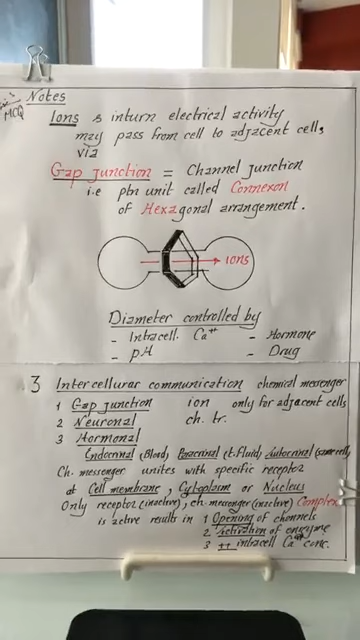 MCQ
Notes
Ions & inturn electrical activity
may pass from cell to adjacent cells
via
Gap junction = Channel junction
i.e pbn unit called Connexon
of Hexagonal arrangement.
Ions
Diameter controlled by
- Intracell. Ca++ - Hormone
- pH - Drug
3 Intercellurar communication chemical messenger
1 Gap junction ion only for adjacent cells
2 Neuronal ch. tr.
3 Hormonal
Endocrinal (Blood), Paracrinal (t.Fluid), Autocrinal (same cell)
Ch. messenger unites with specific receptor
at Cell membrane, Cytoplasm or Nucleus
Only receptor (inactive), ch. messenger (inactive) Complex
is active results in 1 Opening of channels
2 Activation of enzyme
3 ++ intracell Ca++ conc.